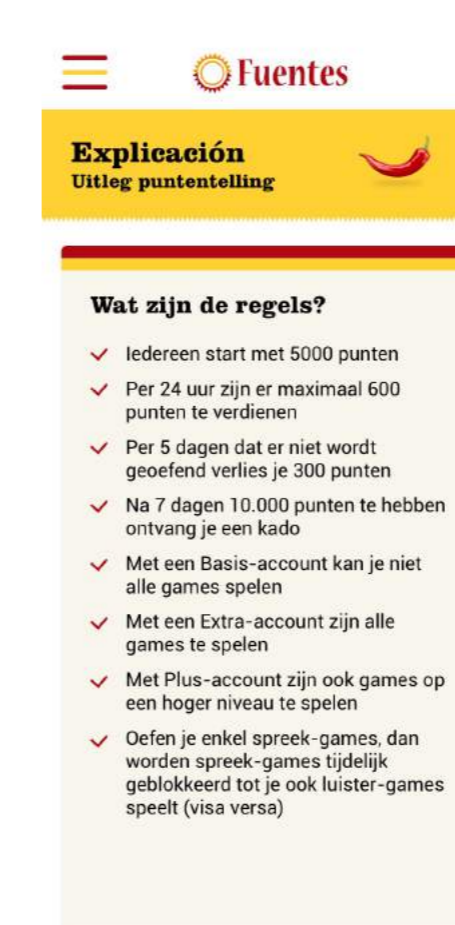 Fuentes
Explicación
Uitleg puntentelling
Wat zijn de regels?
Iedereen start met 5000 punten
Per 24 uur zijn er maximaal 600
punten te verdienen
Per 5 dagen dat er niet wordt
geoefend verlies je 300 punten
Na 7 dagen 10.000 punten te hebben
ontvang je een kado
Met een Basis-account kan je niet
alle games spelen
Met een Extra-account zijn alle
games te spelen
Met Plus-account zijn ook games op
een hoger niveau te spelen
Oefen je enkel spreek-games, dan
worden spreek-games tijdelijk
geblokkeerd tot je ook luister-games
speelt (visa versa)